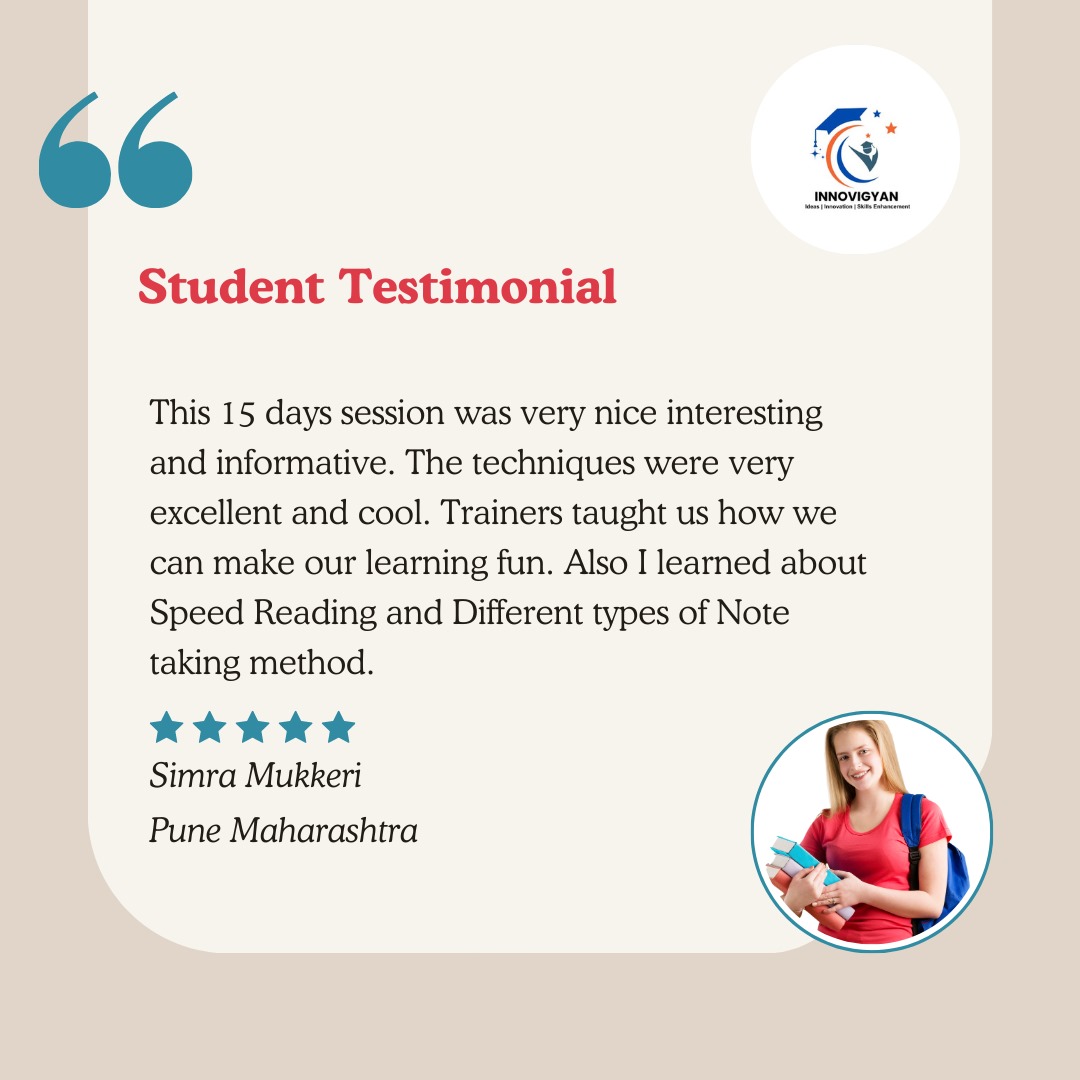 INNOVIGYAN
Ideas | Innovation | Skills Enhancement
Student Testimonial
This 15 days session was very nice interesting
and informative. The techniques were very
excellent and cool. Trainers taught us how we
can make our learning fun. Also I learned about
Speed Reading and Different types of Note
taking method.
Simra Mukkeri
Pune Maharashtra